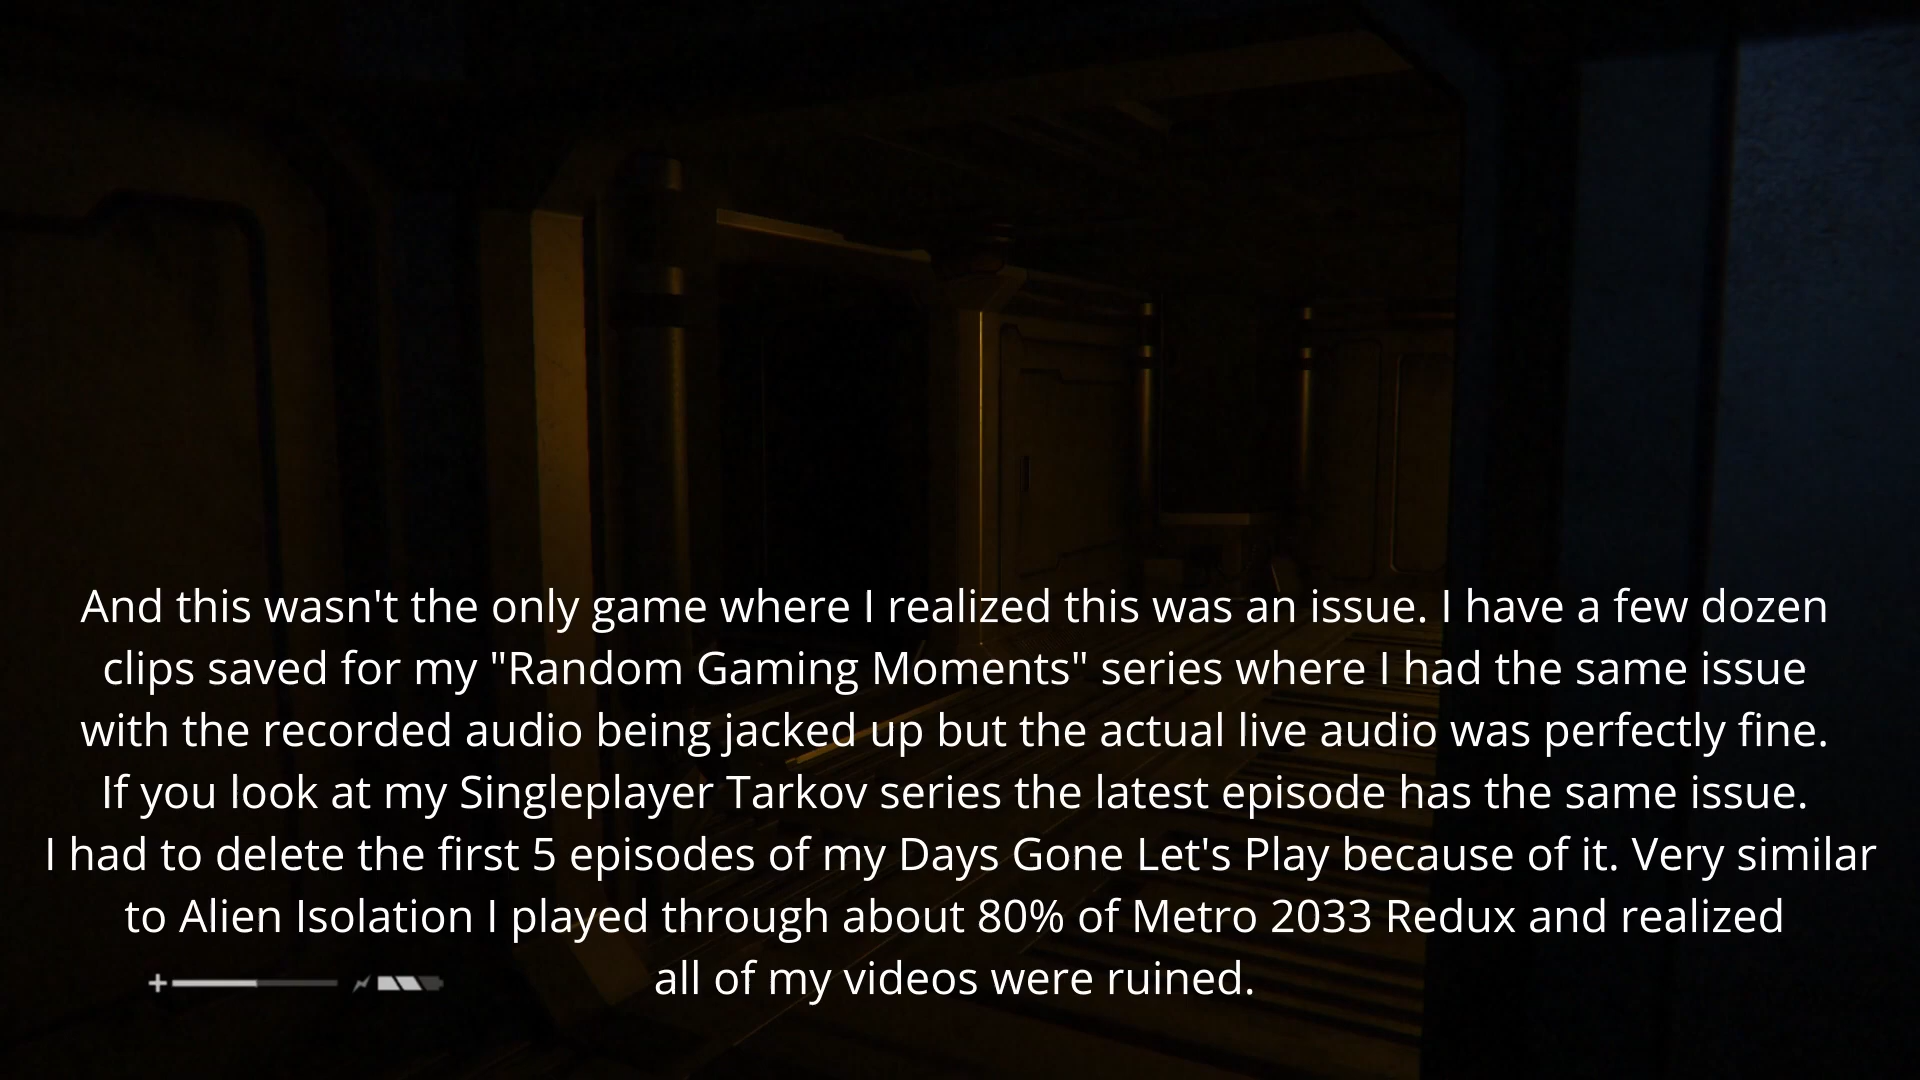 And this wasn't the only game where I realized this was an issue. I have a few dozen
clips saved for my "Random Gaming Moments" series where I had the same issue
with the recorded audio being jacked up but the actual live audio was perfectly fine.
If you look at my Singleplayer Tarkov series the latest episode has the same issue.
I had to delete the first 5 episodes of my Days Gone Let's Play because of it. Very similar
to Alien Isolation I played through about 80% of Metro 2033 Redux and realized
all of my videos were ruined.